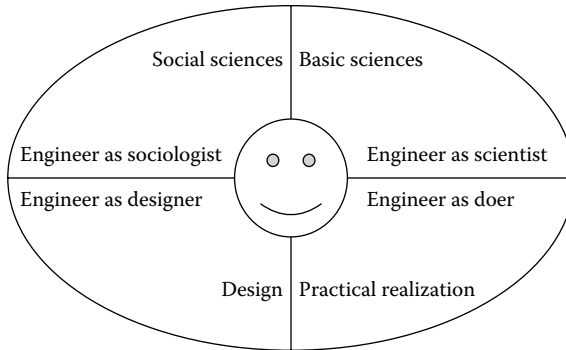 Social sciences
Basic sciences
Engineer as sociologist
Engineer as scientist
Engineer as designer
Engineer as doer
Design
Practical realization